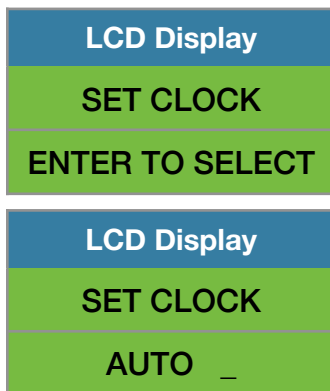 LCD Display
SET CLOCK
ENTER TO SELECT
LCD Display
SET CLOCK
AUTO _